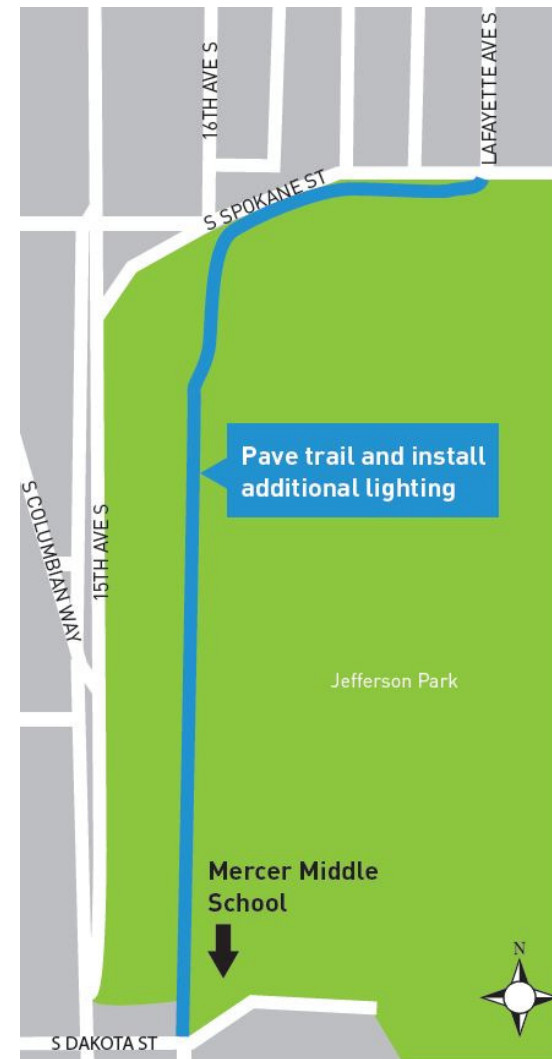 16TH AVE S
LAFAYETTE AVE S
S SPOKANE ST
Pave trail and install
additional lighting
S COLUMBIAN WAY
15TH AVE S
Jefferson Park
Mercer Middle
School
N
S DAKOTA ST